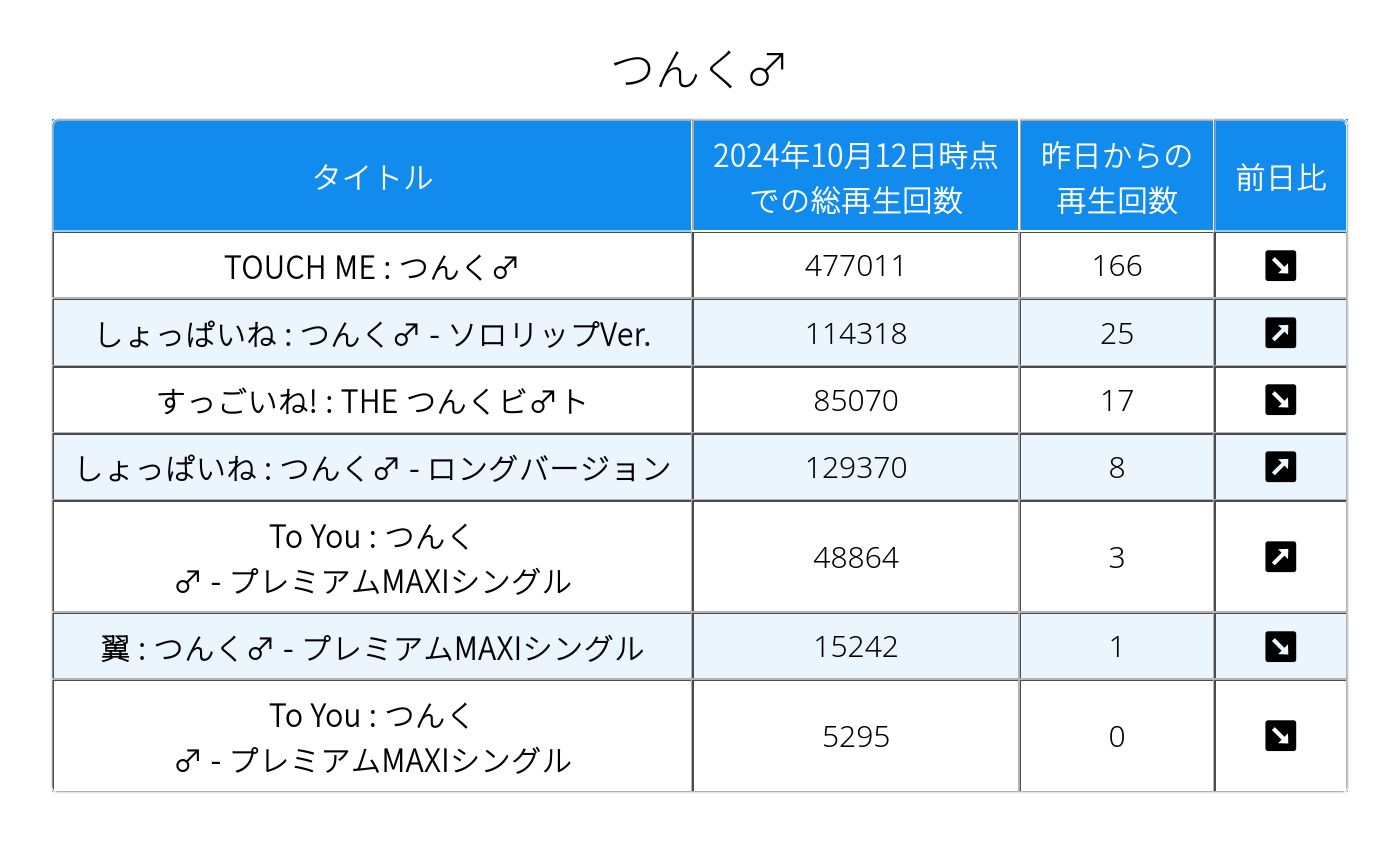 つんく♂
タイトル
2024年10月12日時点
での総再生回数
昨日からの
再生回数
前日比
TOUCH ME : つんく♂ 477011 166 ↘
しょっぱいね : つんく♂ - ソロリップVer. 114318 25 ↗
すっごいね! : THE つんくビ♂ト 85070 17 ↘
しょっぱいね : つんく♂ - ロングバージョン 129370 8 ↗
To You : つんく
♂ - プレミアムMAXIシングル 48864 3 ↗
翼 : つんく♂ - プレミアムMAXIシングル 15242 1 ↘
To You : つんく
♂ - プレミアムMAXIシングル 5295 0 ↘